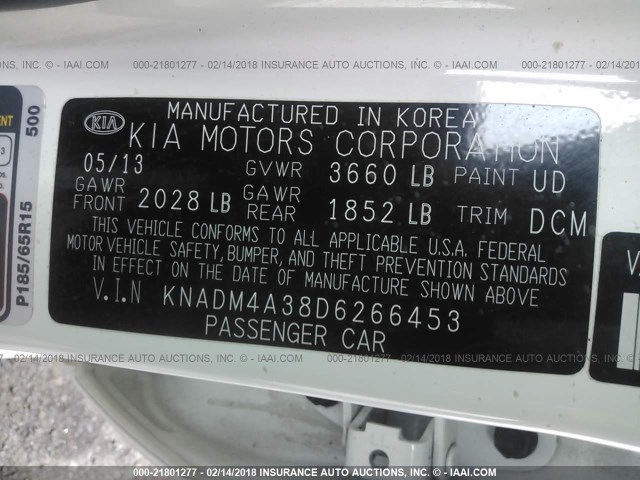 AUCTIONS, INC. - IAAI.COM 000-21801277 - 02/14/2018 INSURANCE AUTO AUCTIONS, INC. - IAAI.COM 000-21801277 - 02/14/2018
500
3
P185/65R15
KIA
MANUFACTURED IN KOREA
KIA MOTORS CORPORATION
05/13 GVWR 3660 LB PAINT UD
GAWR FRONT 2028 LB GAWR REAR 1852 LB TRIM DCM
THIS VEHICLE CONFORMS TO ALL APPLICABLE U.S.A. FEDERAL
MOTOR VEHICLE SAFETY, BUMPER, AND THEFT PREVENTION STANDARDS
IN EFFECT ON THE DATE OF MANUFACTURE SHOWN ABOVE
V.I.N KNADM4A38D6266453
PASSENGER CAR
V
AUCTIONS, INC. - IAAI.COM 000-21801277 - 02/14/2018 INSURANCE AUTO AUCTIONS, INC. - IAAI.COM 000-21801277 - 02/14/2018
000-21801277 - 02/14/2018 INSURANCE AUTO AUCTIONS, INC. - IAAI.COM